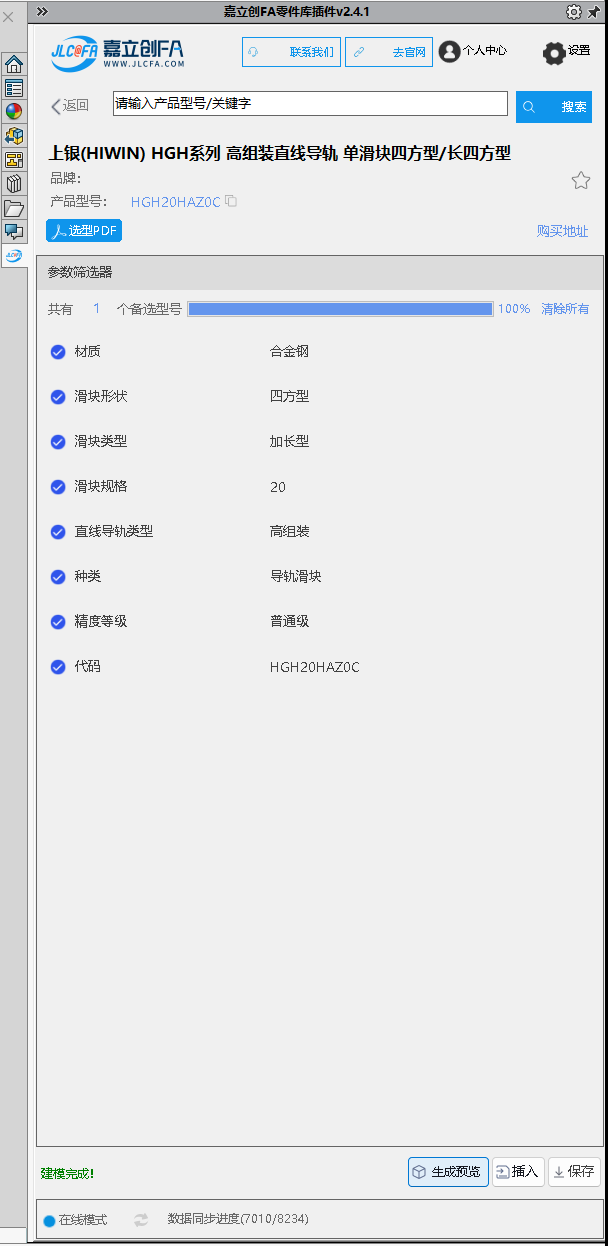 嘉立创FA零件库插件v2.4.1
JLC@FA 嘉立创FA
WWW.JLCFA.COM
联系我们 去官网 个人中心 设置
返回 请输入产品型号/关键字 搜索
上银(HIWIN) HGH系列 高组装直线导轨 单滑块四方型/长四方型
品牌：
产品型号： HGH20HAZ0C
选型PDF 购买地址
参数筛选器
共有 1 个备选型号 100% 清除所有
材质 合金钢
滑块形状 四方型
滑块类型 加长型
滑块规格 20
直线导轨类型 高组装
种类 导轨滑块
精度等级 普通级
代码 HGH20HAZ0C
建模完成! 生成预览 插入 保存
在线模式 数据同步进度(7010/8234)